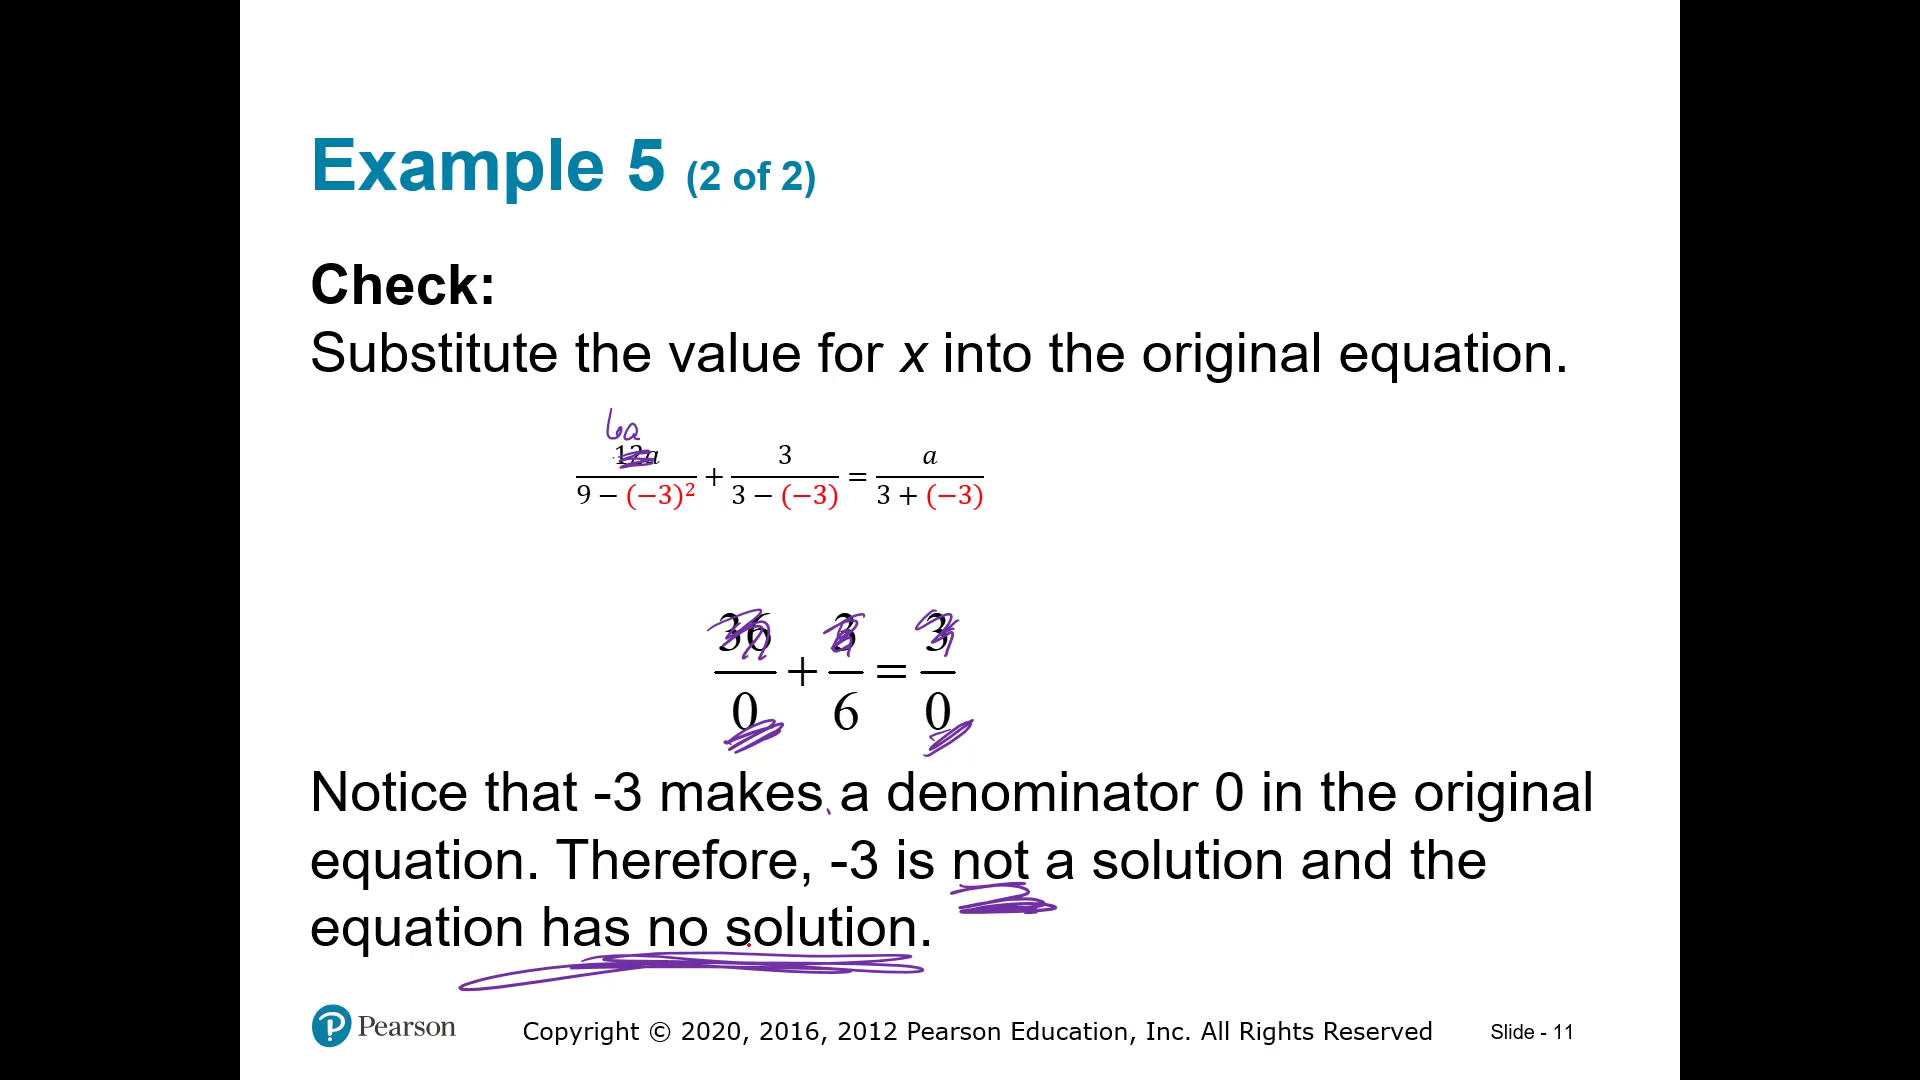 Example 5 (2 of 2)
Check:
Substitute the value for x into the original equation.
6a
12a/(9 − (−3)²) + 3/(3 − (−3)) = a/(3 + (−3))
36/0 + 3/6 = 3/0
Notice that -3 makes a denominator 0 in the original
equation. Therefore, -3 is not a solution and the
equation has no solution.
Pearson
Copyright © 2020, 2016, 2012 Pearson Education, Inc. All Rights Reserved
Slide - 11